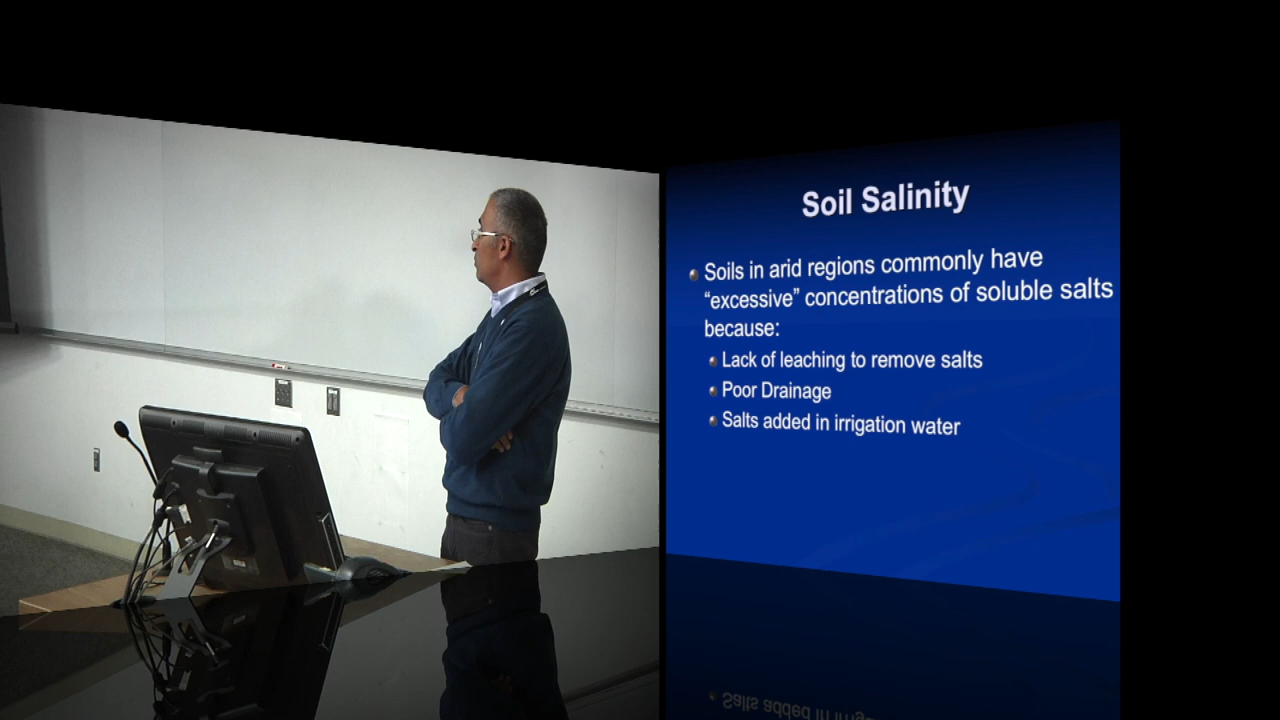 Soil Salinity
Soils in arid regions commonly have
“excessive” concentrations of soluble salts
because:
Lack of leaching to remove salts
Poor Drainage
Salts added in irrigation water